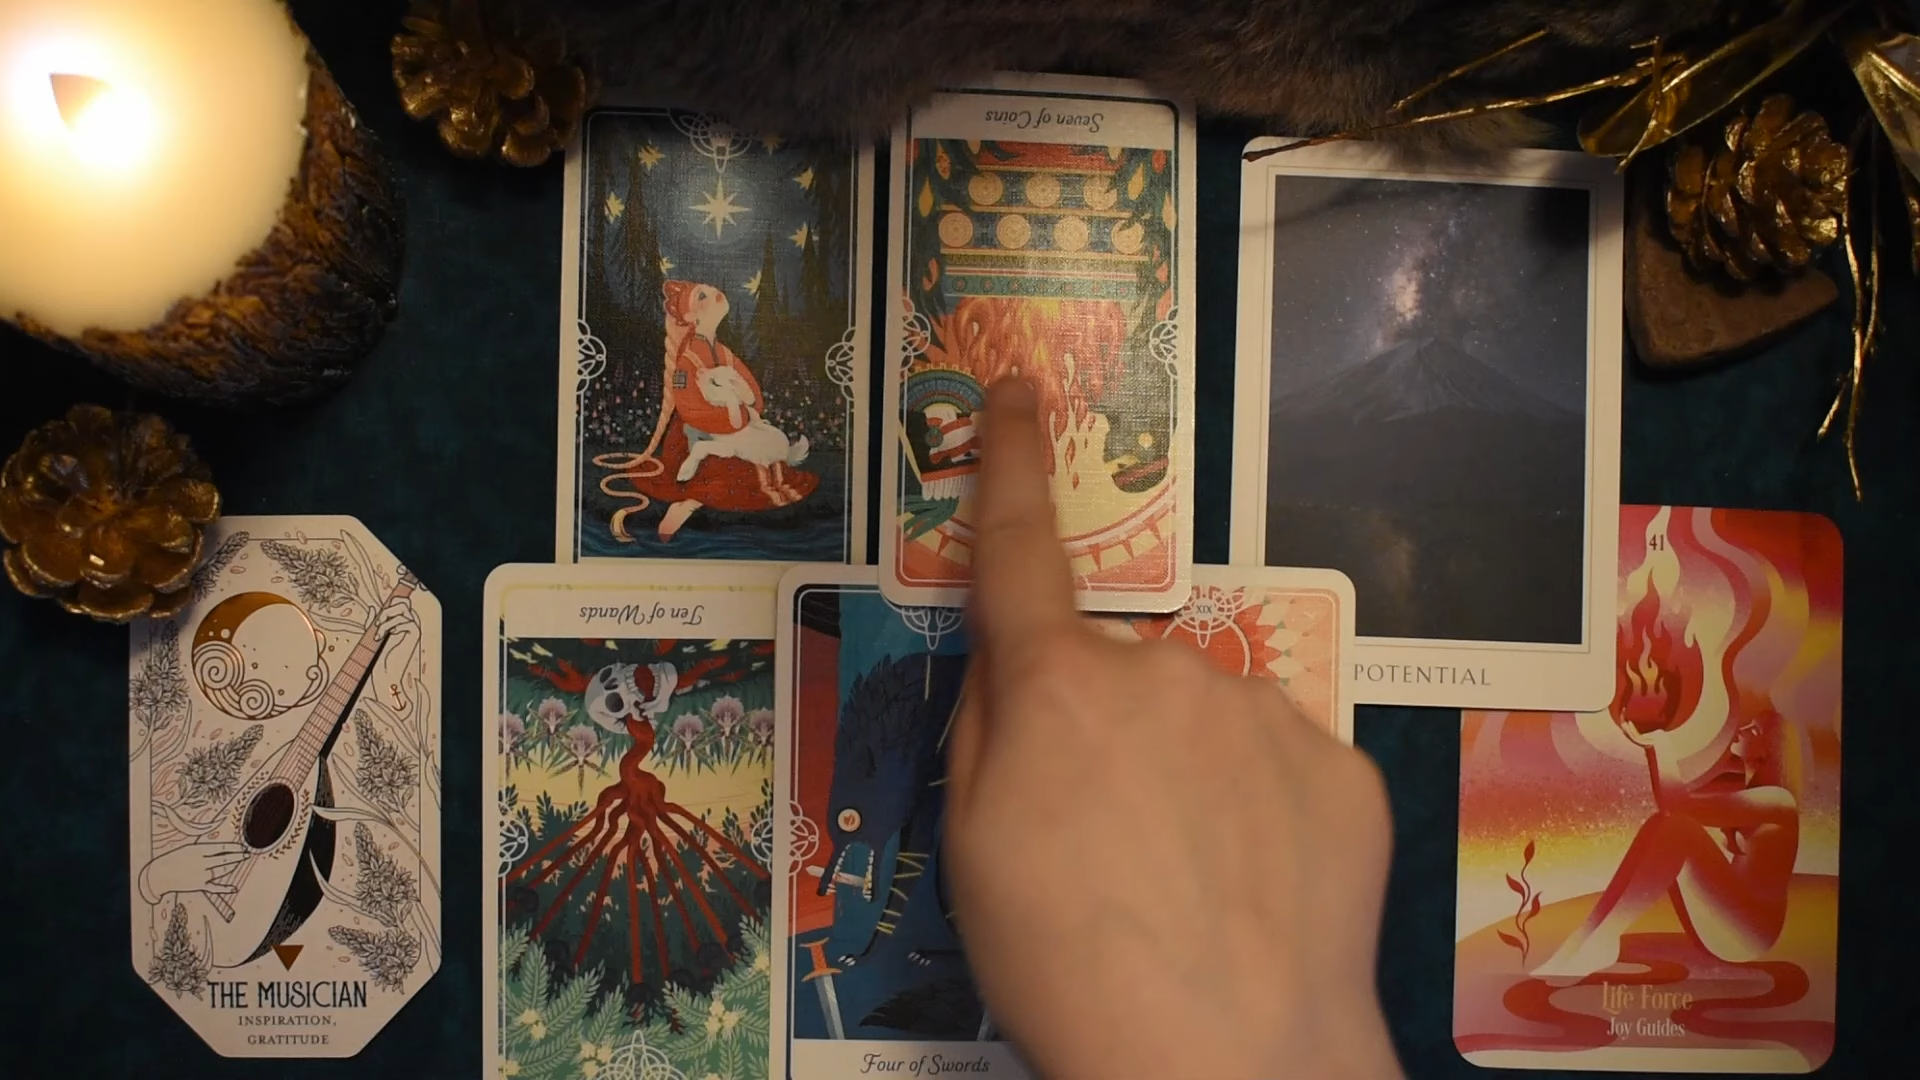 Seven of Coins
Ten of Wands
XIX
POTENTIAL
41
THE MUSICIAN
INSPIRATION,
GRATITUDE
Four of Swords
Life Force
Joy Guides